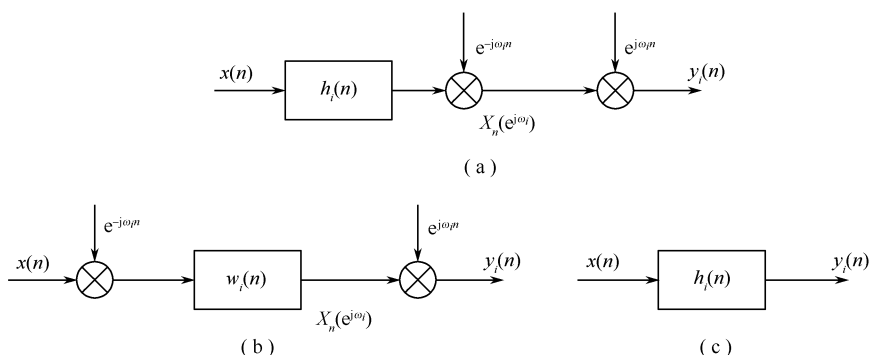 e^{-jω_i n} e^{jω_i n}
x(n) h_i(n) y_i(n)
X_n(e^{jω_i})
( a )
e^{-jω_i n} e^{jω_i n}
x(n) w_i(n) y_i(n) x(n) h_i(n) y_i(n)
X_n(e^{jω_i})
( b ) ( c )